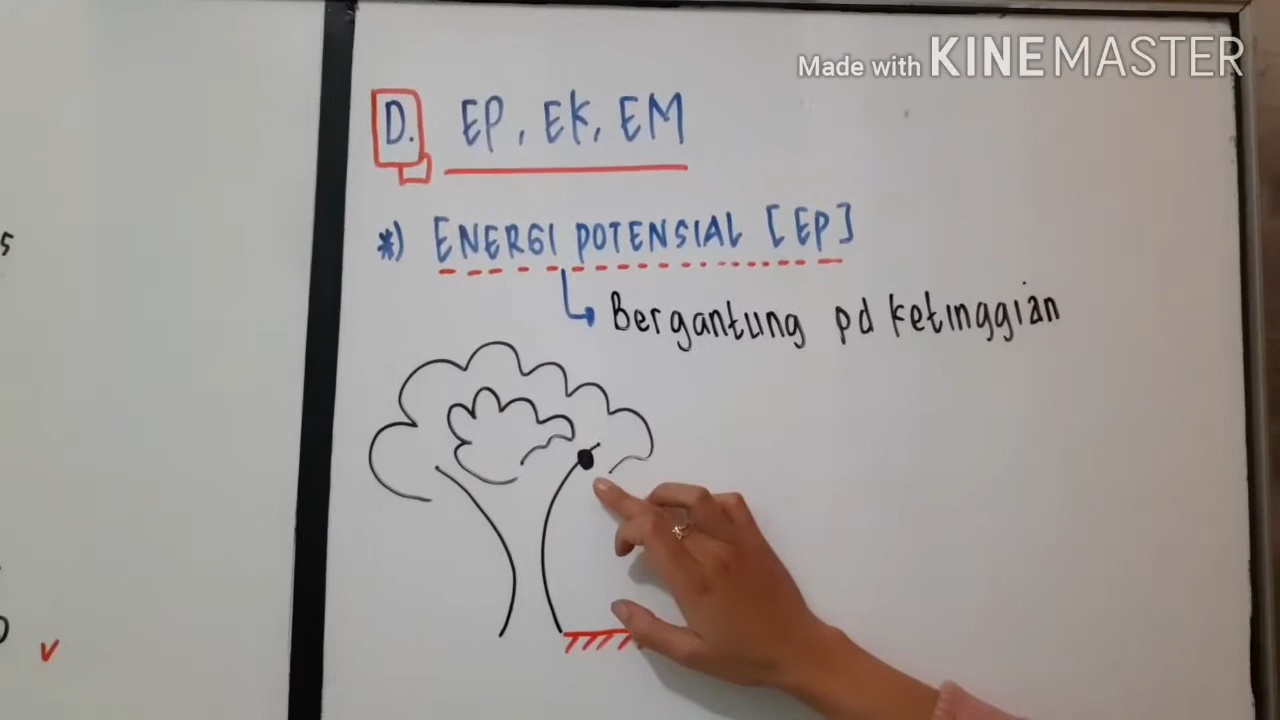 Made with KINEMASTER
D. EP, EK, EM
*) ENERGI POTENSIAL [EP]
Bergantung pd ketinggian
s
v